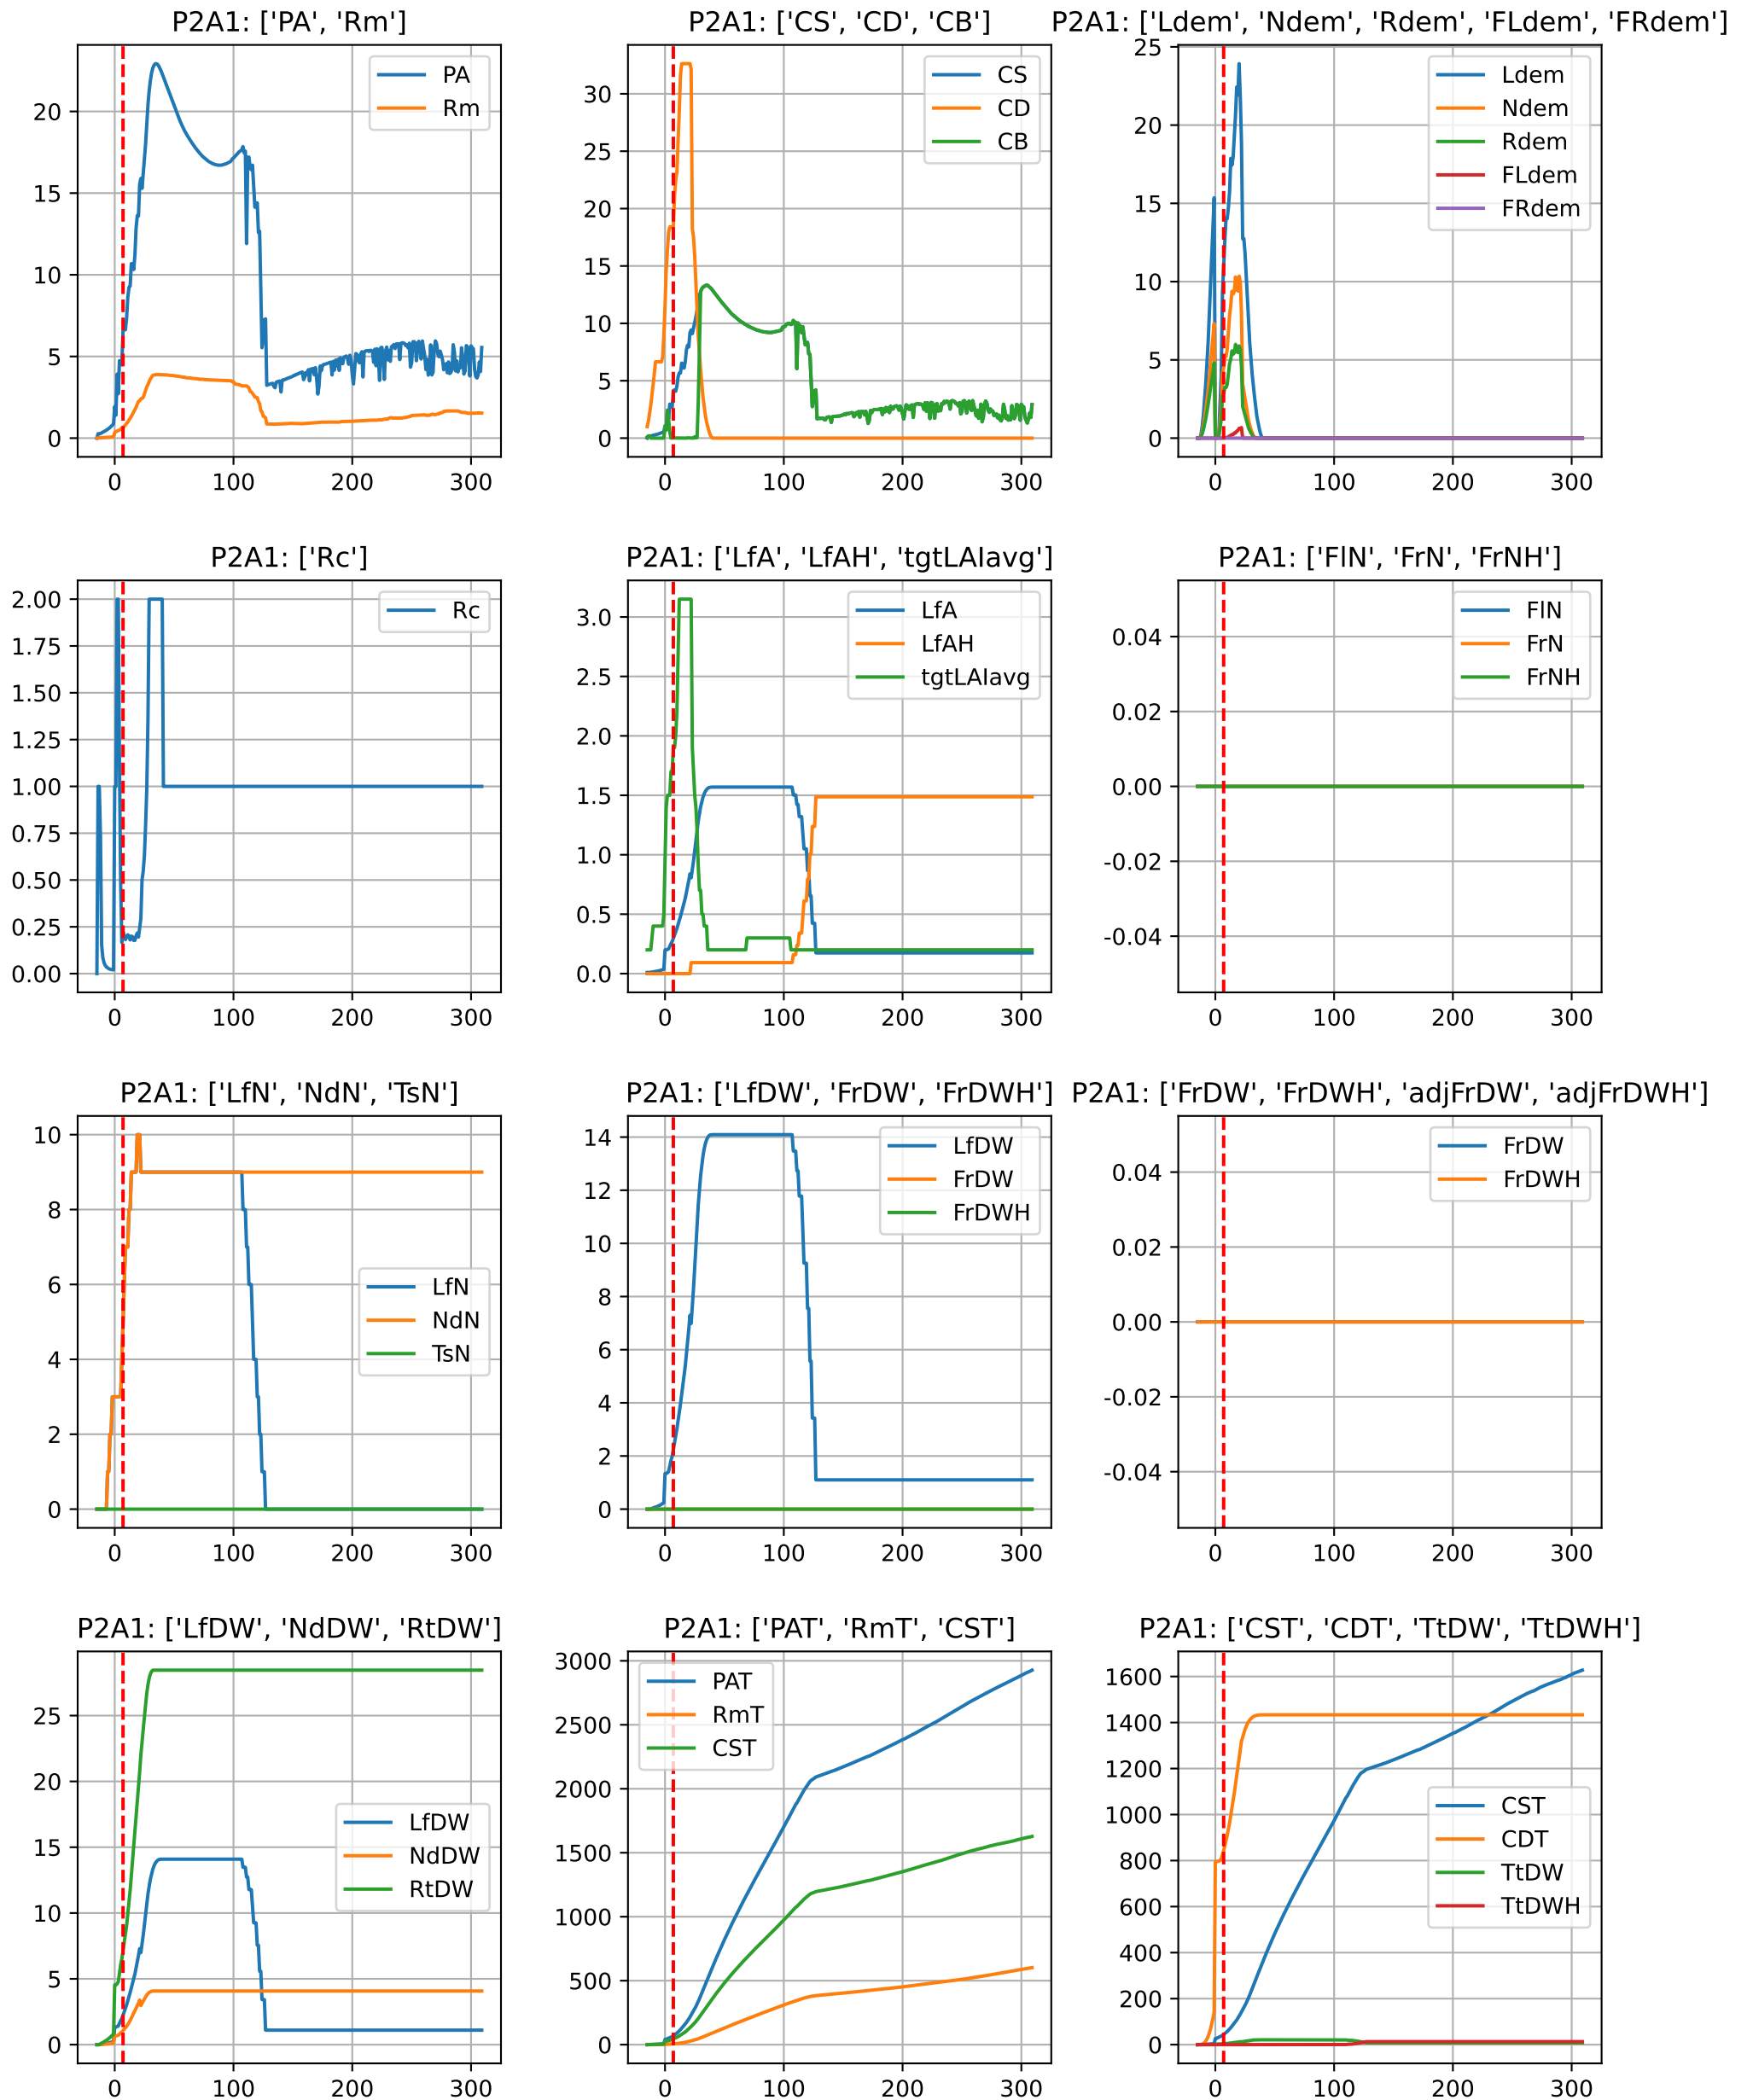 P2A1: ['PA', 'Rm']
PA
Rm
20
15
10
5
0
0 100 200 300
P2A1: ['CS', 'CD', 'CB']
CS
CD
CB
30
25
20
15
10
5
0
0 100 200 300
P2A1: ['Ldem', 'Ndem', 'Rdem', 'FLdem', 'FRdem']
Ldem
Ndem
Rdem
FLdem
FRdem
25
20
15
10
5
0
0 100 200 300
P2A1: ['Rc']
Rc
2.00
1.75
1.50
1.25
1.00
0.75
0.50
0.25
0.00
0 100 200 300
P2A1: ['LfA', 'LfAH', 'tgtLAIavg']
LfA
LfAH
tgtLAIavg
3.0
2.5
2.0
1.5
1.0
0.5
0.0
0 100 200 300
P2A1: ['FlN', 'FrN', 'FrNH']
FlN
FrN
FrNH
0.04
0.02
0.00
-0.02
-0.04
0 100 200 300
P2A1: ['LfN', 'NdN', 'TsN']
LfN
NdN
TsN
10
8
6
4
2
0
0 100 200 300
P2A1: ['LfDW', 'FrDW', 'FrDWH']
LfDW
FrDW
FrDWH
14
12
10
8
6
4
2
0
0 100 200 300
P2A1: ['FrDW', 'FrDWH', 'adjFrDW', 'adjFrDWH']
FrDW
FrDWH
0.04
0.02
0.00
-0.02
-0.04
0 100 200 300
P2A1: ['LfDW', 'NdDW', 'RtDW']
LfDW
NdDW
RtDW
25
20
15
10
5
0
0 100 200 300
P2A1: ['PAT', 'RmT', 'CST']
PAT
RmT
CST
3000
2500
2000
1500
1000
500
0
0 100 200 300
P2A1: ['CST', 'CDT', 'TtDW', 'TtDWH']
CST
CDT
TtDW
TtDWH
1600
1400
1200
1000
800
600
400
200
0
0 100 200 300